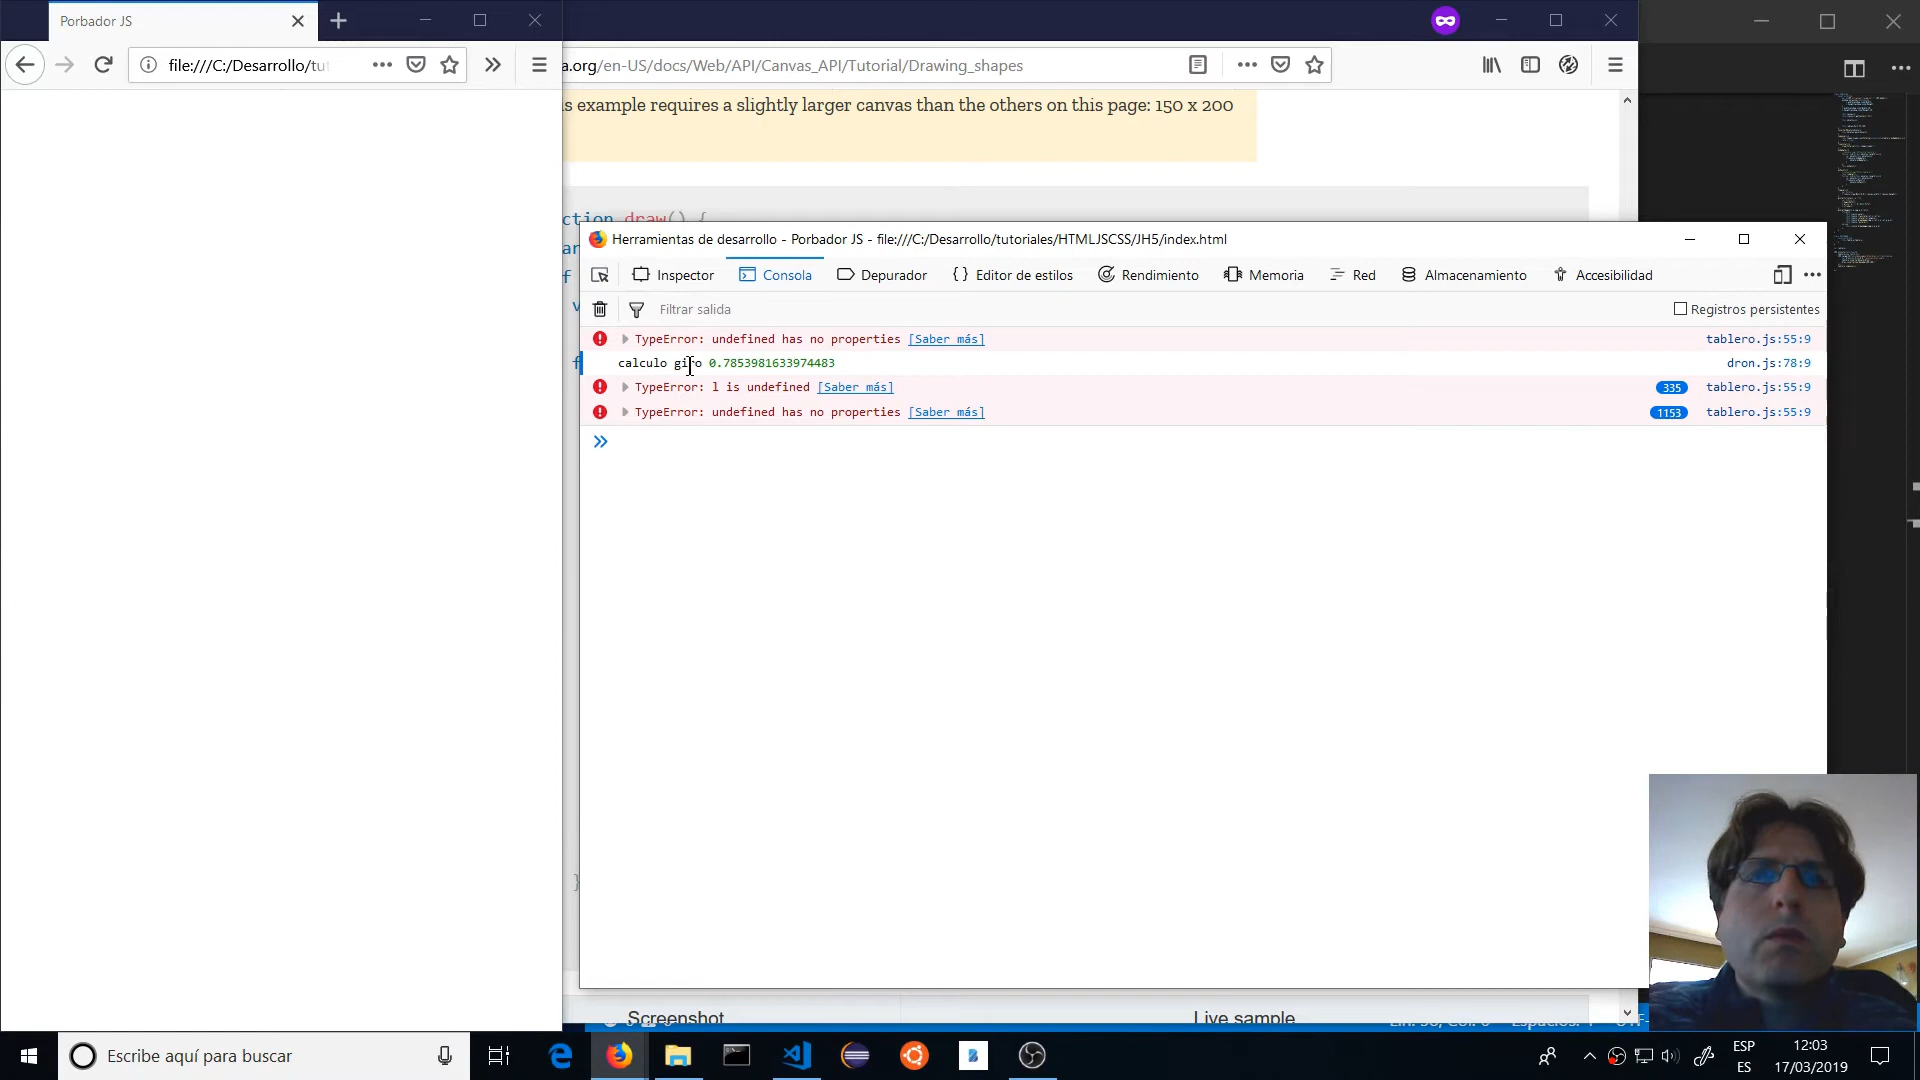 Porbador JS
file:///C:/Desarrollo/tu
a.org/en-US/docs/Web/API/Canvas_API/Tutorial/Drawing_shapes
s example requires a slightly larger canvas than the others on this page: 150 x 200
ction draw() {
Herramientas de desarrollo - Porbador JS - file:///C:/Desarrollo/tutoriales/HTMLJSCSS/JH5/index.html
Inspector
Consola
Depurador
{ } Editor de estilos
Rendimiento
Memoria
Red
Almacenamiento
Accesibilidad
Filtrar salida
Registros persistentes
TypeError: undefined has no properties [Saber más] tablero.js:55:9
calculo giro 0.7853981633974483 dron.js:78:9
TypeError: l is undefined [Saber más] 335 tablero.js:55:9
TypeError: undefined has no properties [Saber más] 1153 tablero.js:55:9
}
Screenshot
Live sample
Escribe aquí para buscar
ESP
ES
12:03
17/03/2019